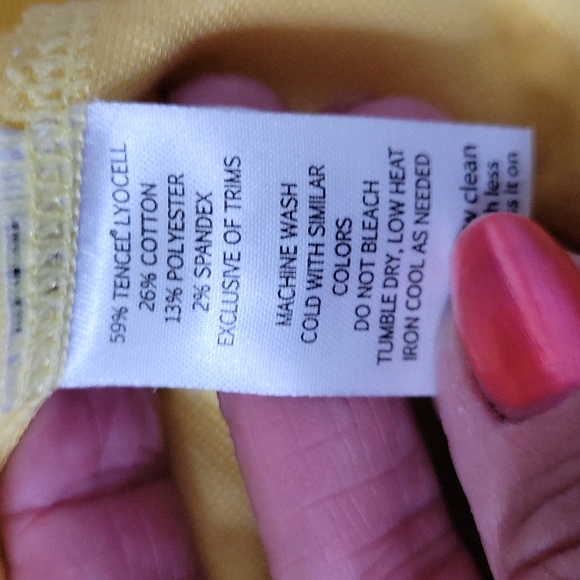 59% TENCEL® LYOCELL
26% COTTON
13% POLYESTER
2% SPANDEX
EXCLUSIVE OF TRIMS
MACHINE WASH
COLD WITH SIMILAR
COLORS
DO NOT BLEACH
TUMBLE DRY, LOW HEAT
IRON COOL AS NEEDED
clean
less
it on